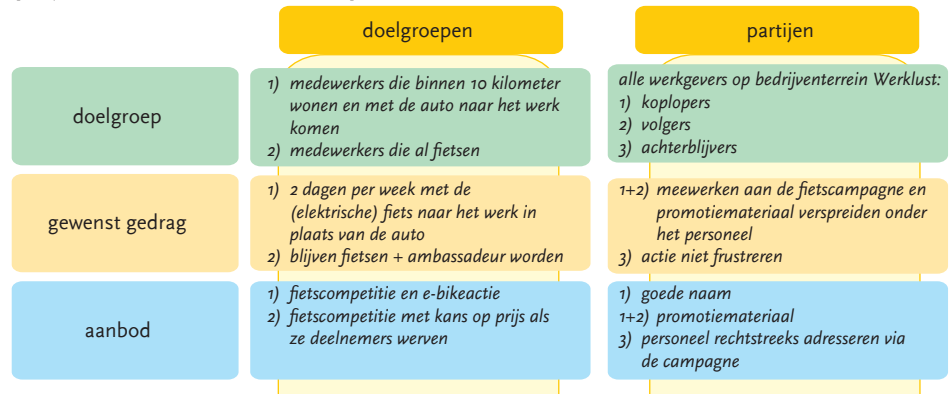 doelgroepen
partijen
doelgroep
1) medewerkers die binnen 10 kilometer
wonen en met de auto naar het werk
komen
2) medewerkers die al fietsen
alle werkgevers op bedrijventerrein Werklust:
1) koplopers
2) volgers
3) achterblijvers
gewenst gedrag
1) 2 dagen per week met de
(elektrische) fiets naar het werk in
plaats van de auto
2) blijven fietsen + ambassadeur worden
1+2) meewerken aan de fietscampagne en
promotiemateriaal verspreiden onder
het personeel
3) actie niet frustreren
aanbod
1) fietscompetitie en e-bikeactie
2) fietscompetitie met kans op prijs als
ze deelnemers werven
1) goede naam
1+2) promotiemateriaal
3) personeel rechtstreeks adresseren via
de campagne